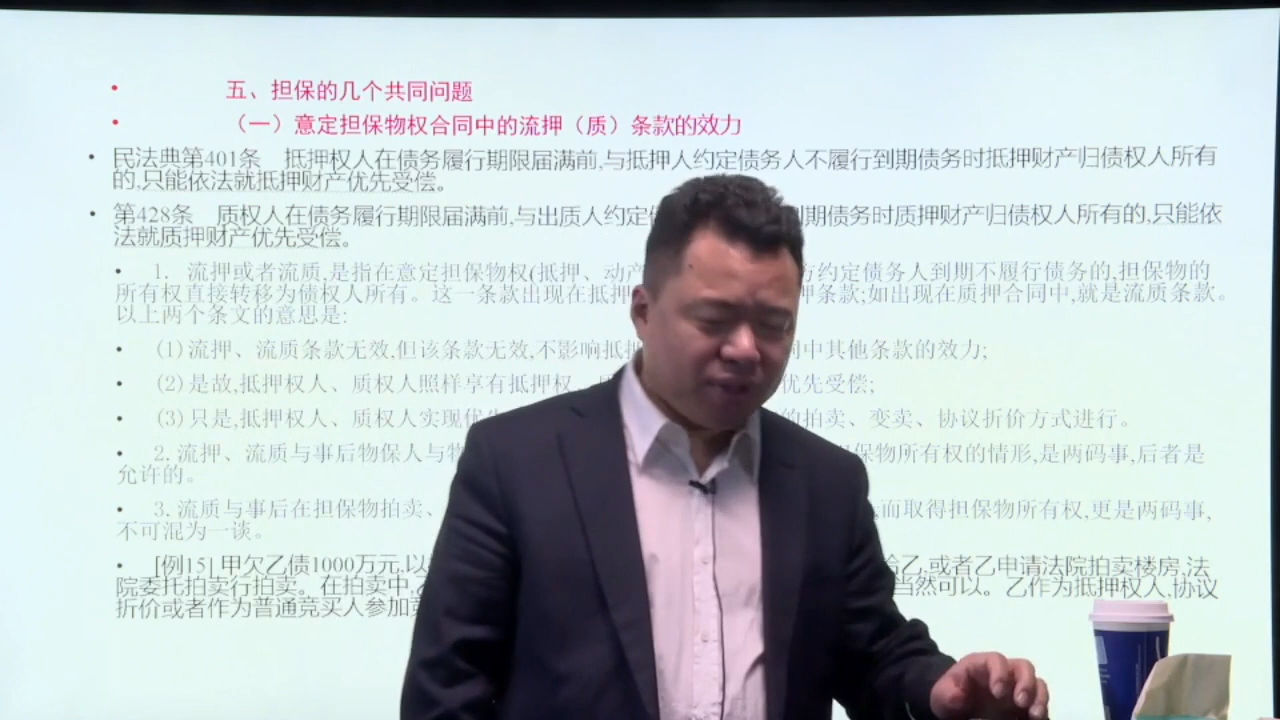 五、担保的几个共同问题
（一）意定担保物权合同中的流押（质）条款的效力
民法典第401条 抵押权人在债务履行期限届满前,与抵押人约定债务人不履行到期债务时抵押财产归债权人所有
的,只能依法就抵押财产优先受偿。
第428条 质权人在债务履行期限届满前,与出质人约定 期债务时质押财产归债权人所有的,只能依
法就质押财产优先受偿。
1. 流押或者流质,是指在意定担保物权(抵押、动产 方约定债务人到期不履行债务的,担保物的
所有权直接转移为债权人所有。这一条款出现在抵押 押条款;如出现在质押合同中,就是流质条款。
以上两个条文的意思是:
(1)流押、流质条款无效,但该条款无效,不影响抵押 同中其他条款的效力;
(2)是故,抵押权人、质权人照样享有抵押权、 优先受偿;
(3)只是,抵押权人、质权人实现优先 的拍卖、变卖、协议折价方式进行。
2.流押、流质与事后物保人与物 保物所有权的情形,是两码事,后者是
允许的。
3.流质与事后在担保物拍卖、 ,而取得担保物所有权,更是两码事,
不可混为一谈。
[例15] 甲欠乙债1000万元,以 给乙,或者乙申请法院拍卖楼房,法
院委托拍卖行拍卖。在拍卖中,乙 当然可以。乙作为抵押权人,协议
折价或者作为普通竞买人参加竞